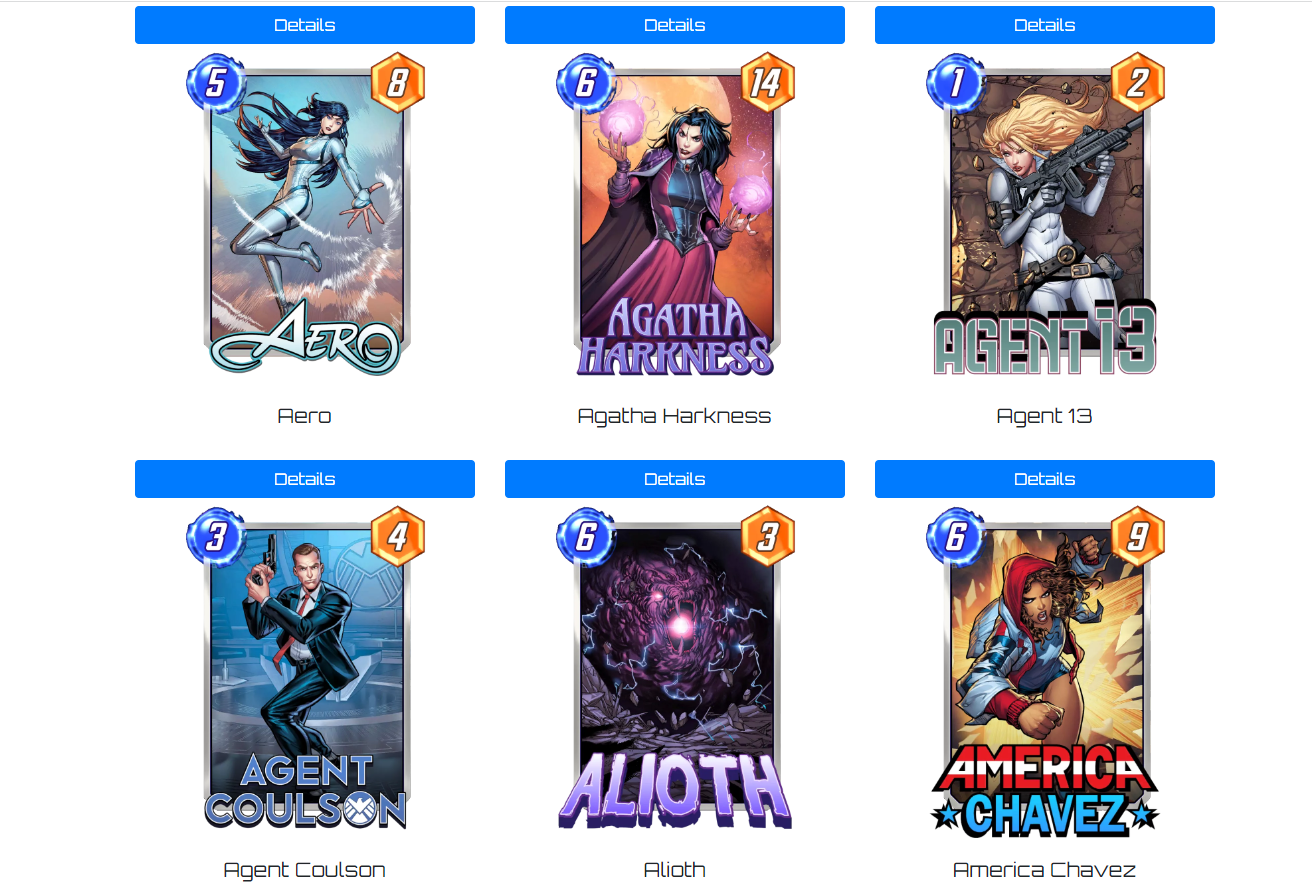 Details
Details
Details
5
8
6
14
1
2
AERO
AGATHA
HARKNESS
AGENT 13
Aero
Agatha Harkness
Agent 13
Details
Details
Details
3
4
6
3
6
9
AGENT
COULSON
ALIOTH
AMERICA
CHAVEZ
Agent Coulson
Alioth
America Chavez